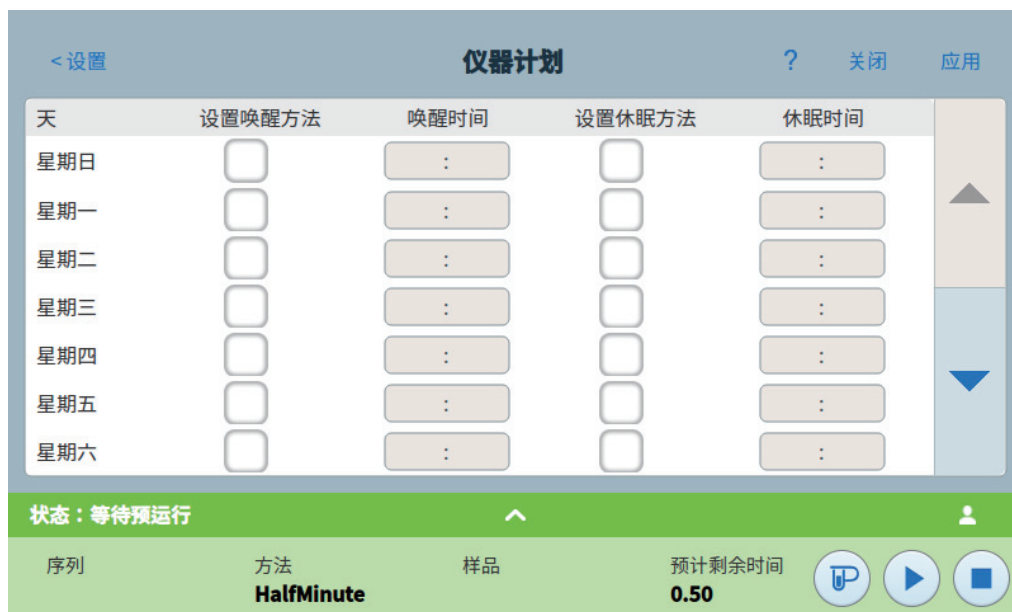 <设置 仪器计划 ? 关闭 应用
天 设置唤醒方法 唤醒时间 设置休眠方法 休眠时间
星期日 : :
星期一 : :
星期二 : :
星期三 : :
星期四 : :
星期五 : :
星期六 : :
状态：等待预运行
序列 方法 样品 预计剩余时间
HalfMinute 0.50